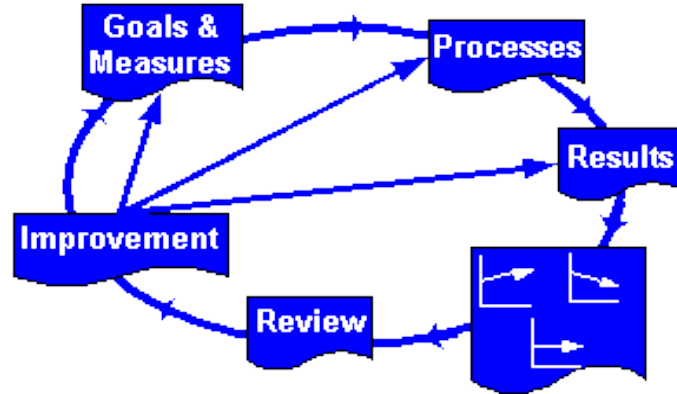 Goals &
Measures
Processes
Results
Improvement
Review